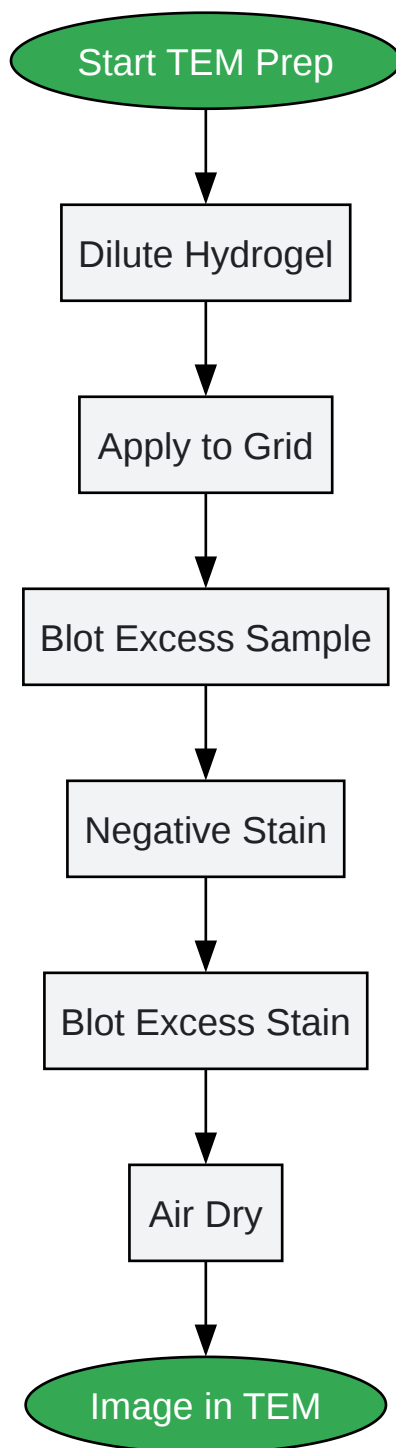 Start TEM Prep
Dilute Hydrogel
Apply to Grid
Blot Excess Sample
Negative Stain
Blot Excess Stain
Air Dry
Image in TEM